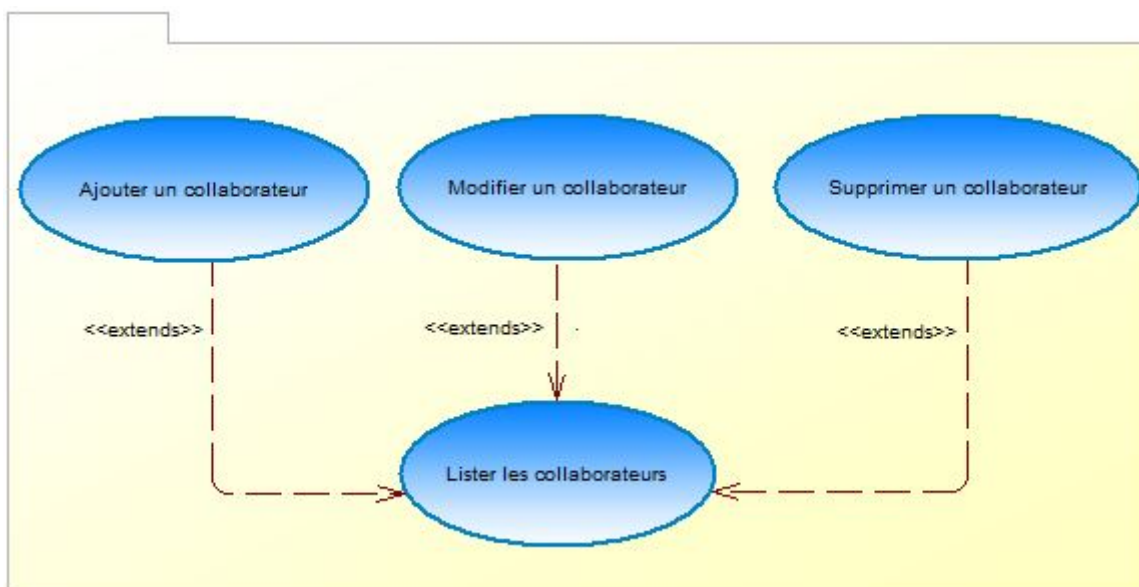 Ajouter un collaborateur
Modifier un collaborateur
Supprimer un collaborateur
<<extends>>
<<extends>>
<<extends>>
Lister les collaborateurs